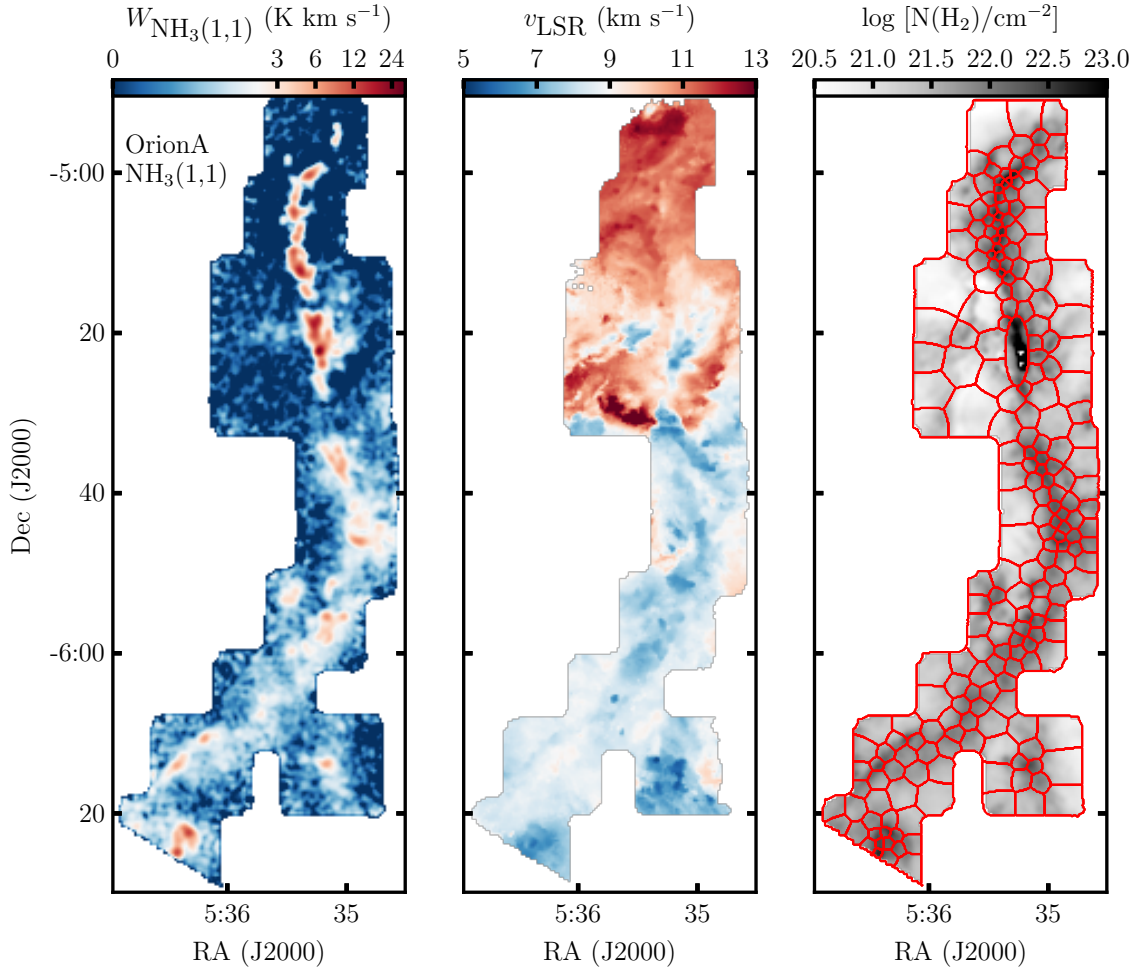 W_NH₃(1,1) (K km s⁻¹)
0 3 6 12 24
OrionA
NH₃(1,1)
-5:00
20
40
-6:00
20
Dec (J2000)
5:36 35
RA (J2000)
v_LSR (km s⁻¹)
5 7 9 11 13
5:36 35
RA (J2000)
log [N(H₂)/cm⁻²]
20.5 21.0 21.5 22.0 22.5 23.0
5:36 35
RA (J2000)